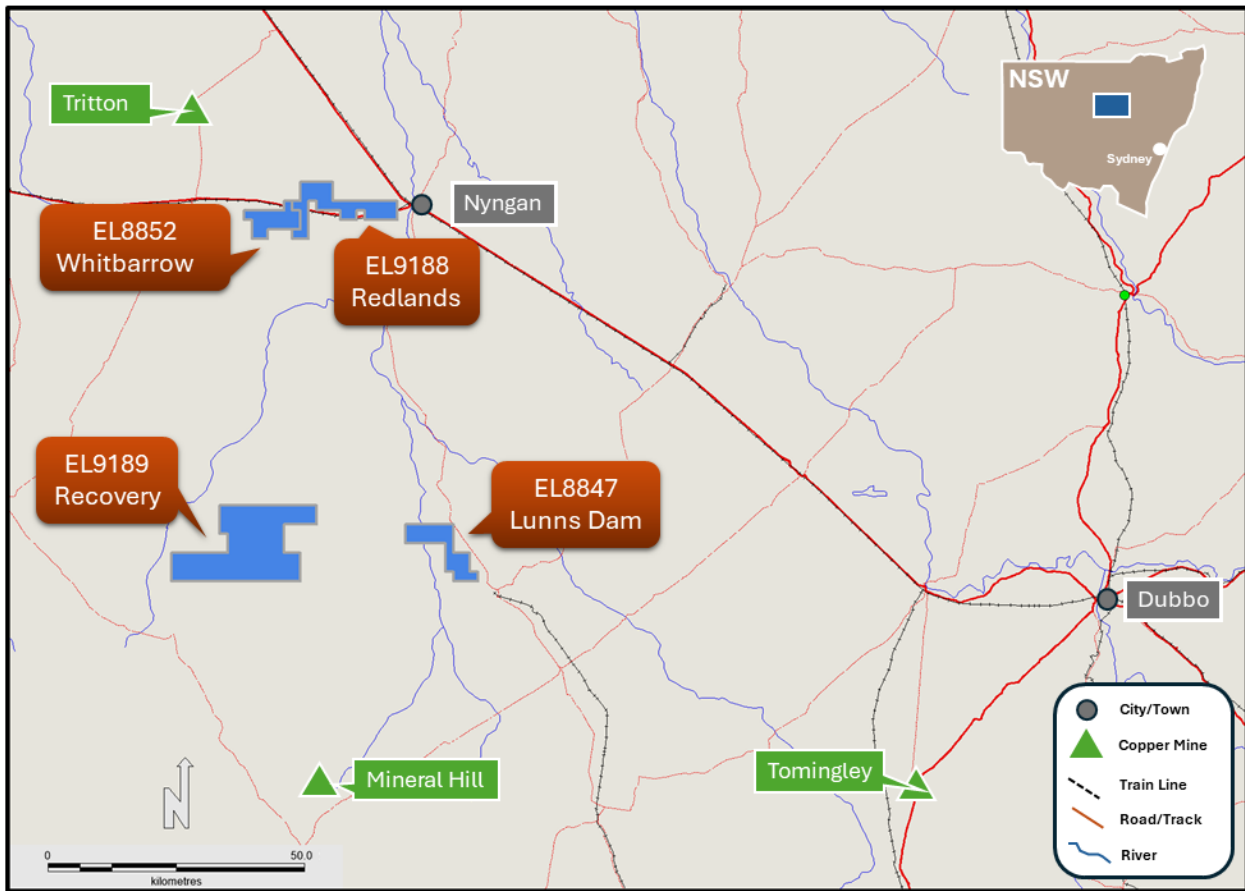 NSW
Sydney
Tritton
Nyngan
EL8852
Whitbarrow
EL9188
Redlands
EL9189
Recovery
EL8847
Lunns Dam
Dubbo
Mineral Hill
Tomingley
City/Town
Copper Mine
Train Line
Road/Track
River
N
0 50.0
kilometres